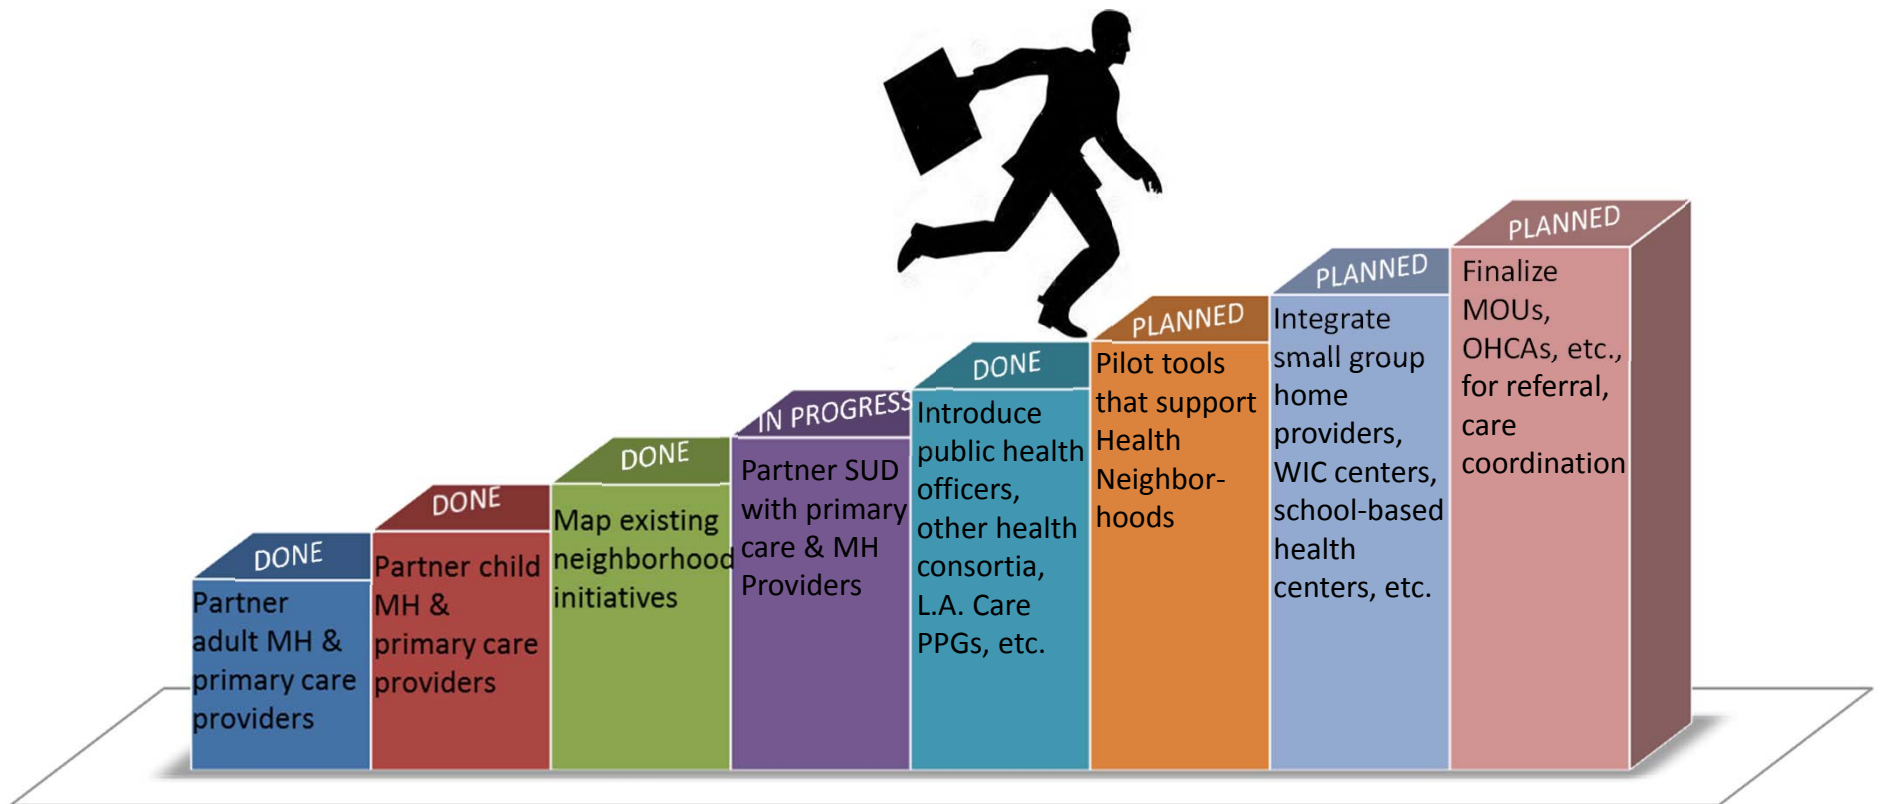 DONE
Partner
adult MH &
primary care
providers
DONE
Partner child
MH &
primary care
providers
DONE
Map existing
neighborhood
initiatives
IN PROGRESS
Partner SUD
with primary
care & MH
Providers
DONE
Introduce
public health
officers,
other health
consortia,
L.A. Care
PPGs, etc.
PLANNED
Pilot tools
that support
Health
Neighbor-
hoods
PLANNED
Integrate
small group
home
providers,
WIC centers,
school-based
health
centers, etc.
PLANNED
Finalize
MOUs,
OHCAs, etc.,
for referral,
care
coordination